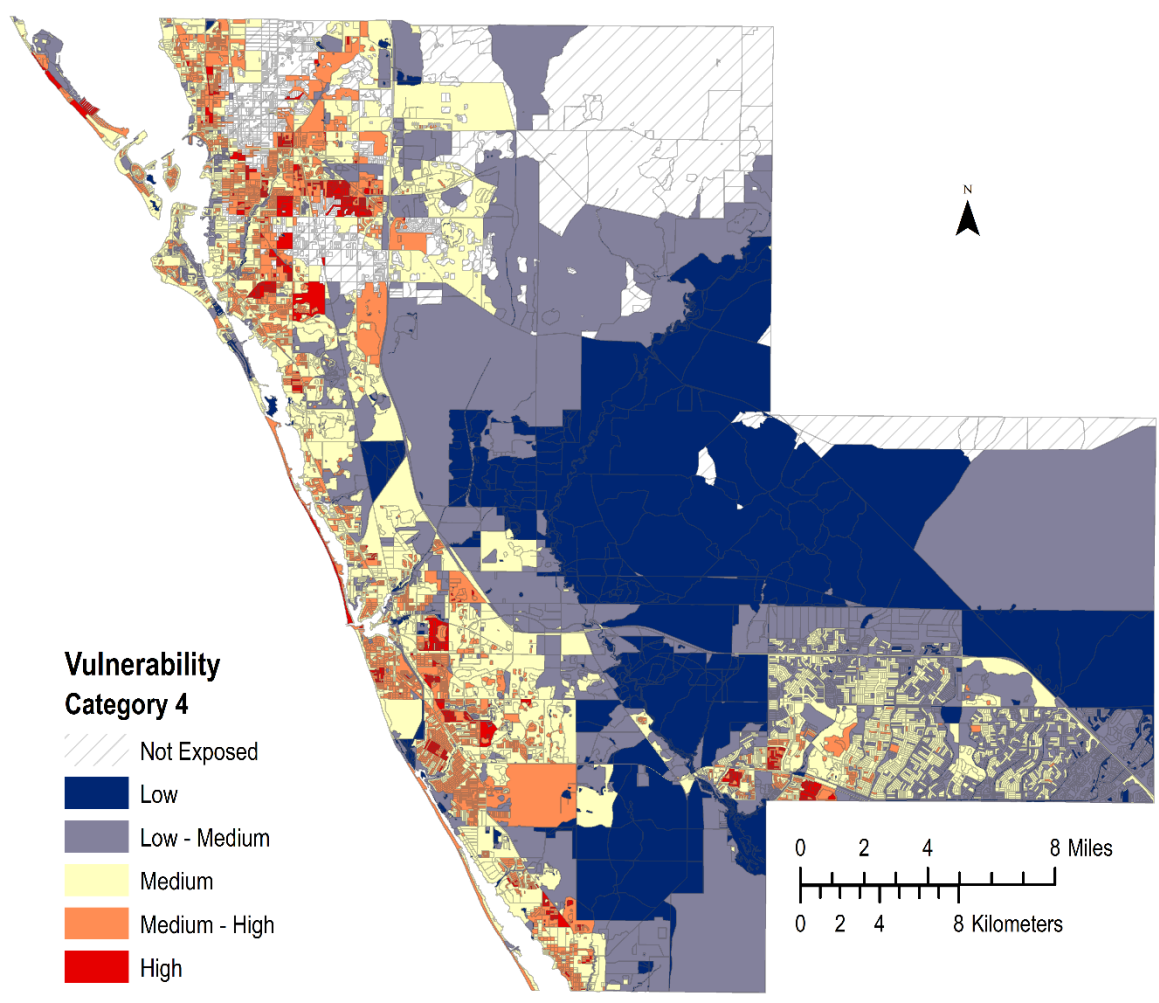 N
Vulnerability
Category 4
Not Exposed
Low
Low - Medium
Medium
Medium - High
High
0 2 4 8 Miles
0 2 4 8 Kilometers